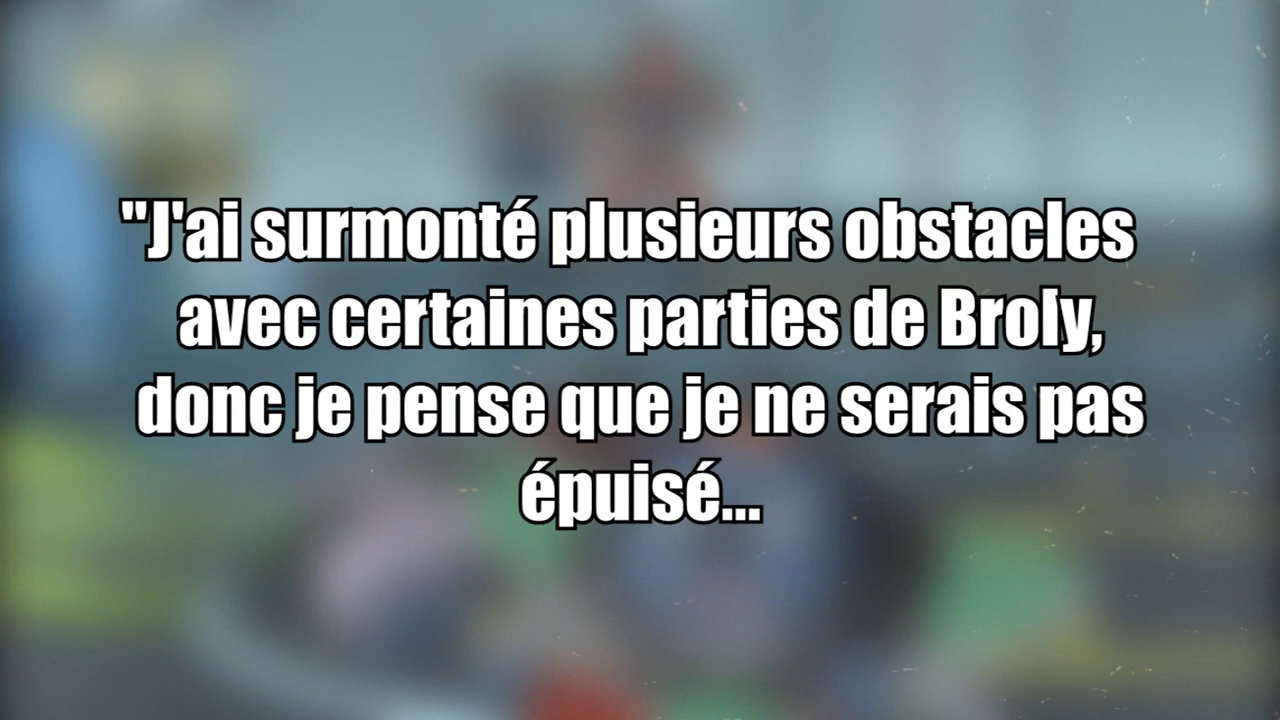 "J'ai surmonté plusieurs obstacles
avec certaines parties de Broly,
donc je pense que je ne serais pas
épuisé...